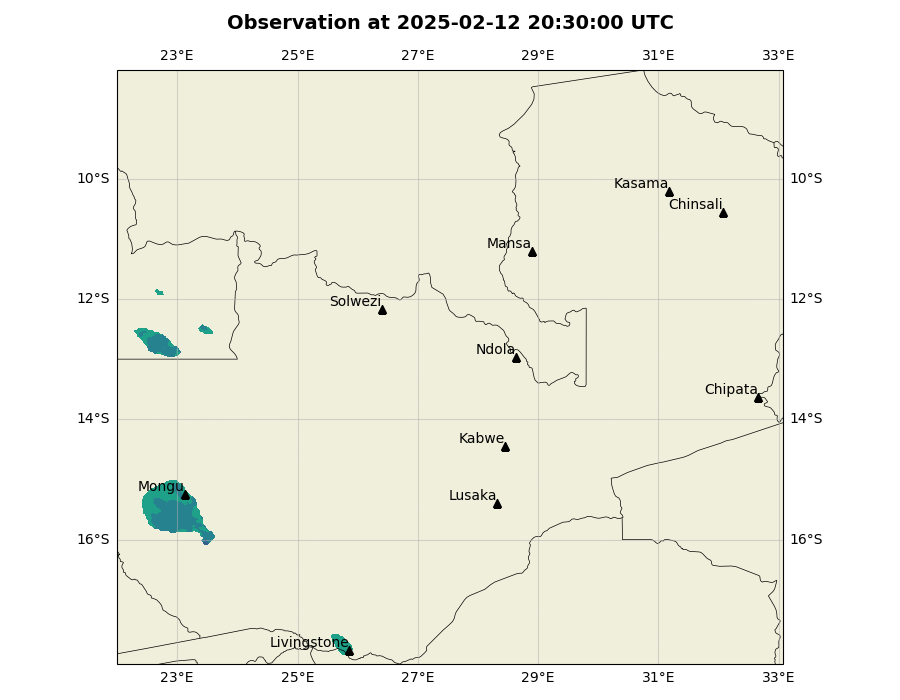 Observation at 2025-02-12 20:30:00 UTC
23°E 25°E 27°E 29°E 31°E 33°E
10°S 10°S
Kasama
Chinsali
Mansa
12°S 12°S
Solwezi
Ndola
Chipata
14°S 14°S
Kabwe
Mongu
Lusaka
16°S 16°S
Livingstone
23°E 25°E 27°E 29°E 31°E 33°E